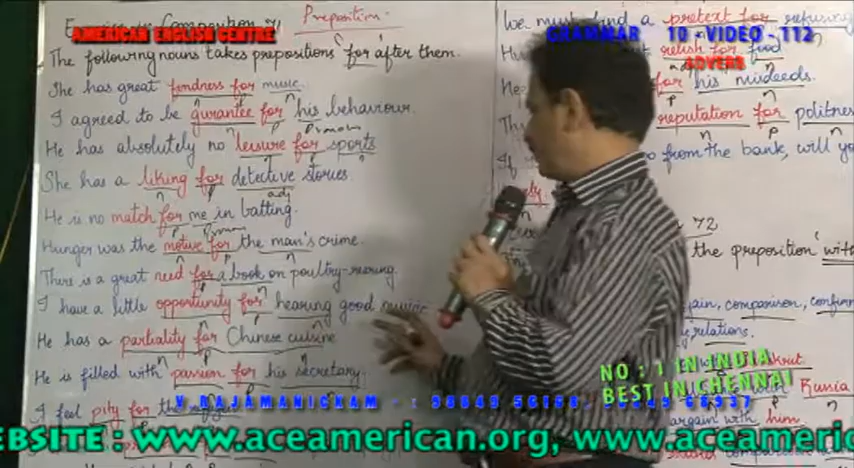 Exercise in Composition 71
Preposition
The following nouns takes prepositions 'for' after them.
She has great fondness for music.
I agreed to be gurantee for his behaviour.
He has absolutely no leisure for sports
She has a liking for detective stories.
He is no match for me in batting.
Hunger was the motive for the man's crime.
There is a great need for a book on poultry-rearing.
I have a little opportunity for hearing good music
He has a partiality for Chinese cuisine
He is filled with passion for his secretary.
I feel pity for the
We must find a pretext for refusing
relish for food
for his misdeeds.
reputation for politnes
from the bank, will yo
72
the preposition 'with
gain, comparison, confirm
relations.
Russia
argain with him
AMERICAN ENGLISH CENTRE
GRAMMAR 10 - VIDEO - 112
ADVERB
NO ": 1 IN INDIA
BEST IN CHENNAI
V.RAJAMANICKAM -
EBSITE : www.aceamerican.org, www.aceamerican